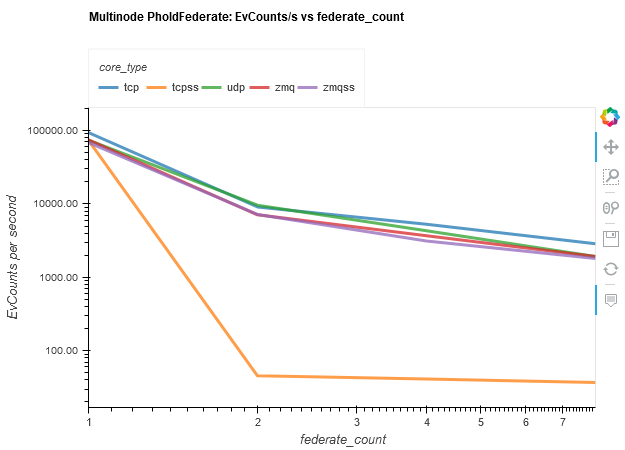 Multinode PholdFederate: EvCounts/s vs federate_count
core_type
tcp tcpss udp zmq zmqss
100000.00
10000.00
1000.00
100.00
EvCounts per second
1 2 3 4 5 6 7
federate_count